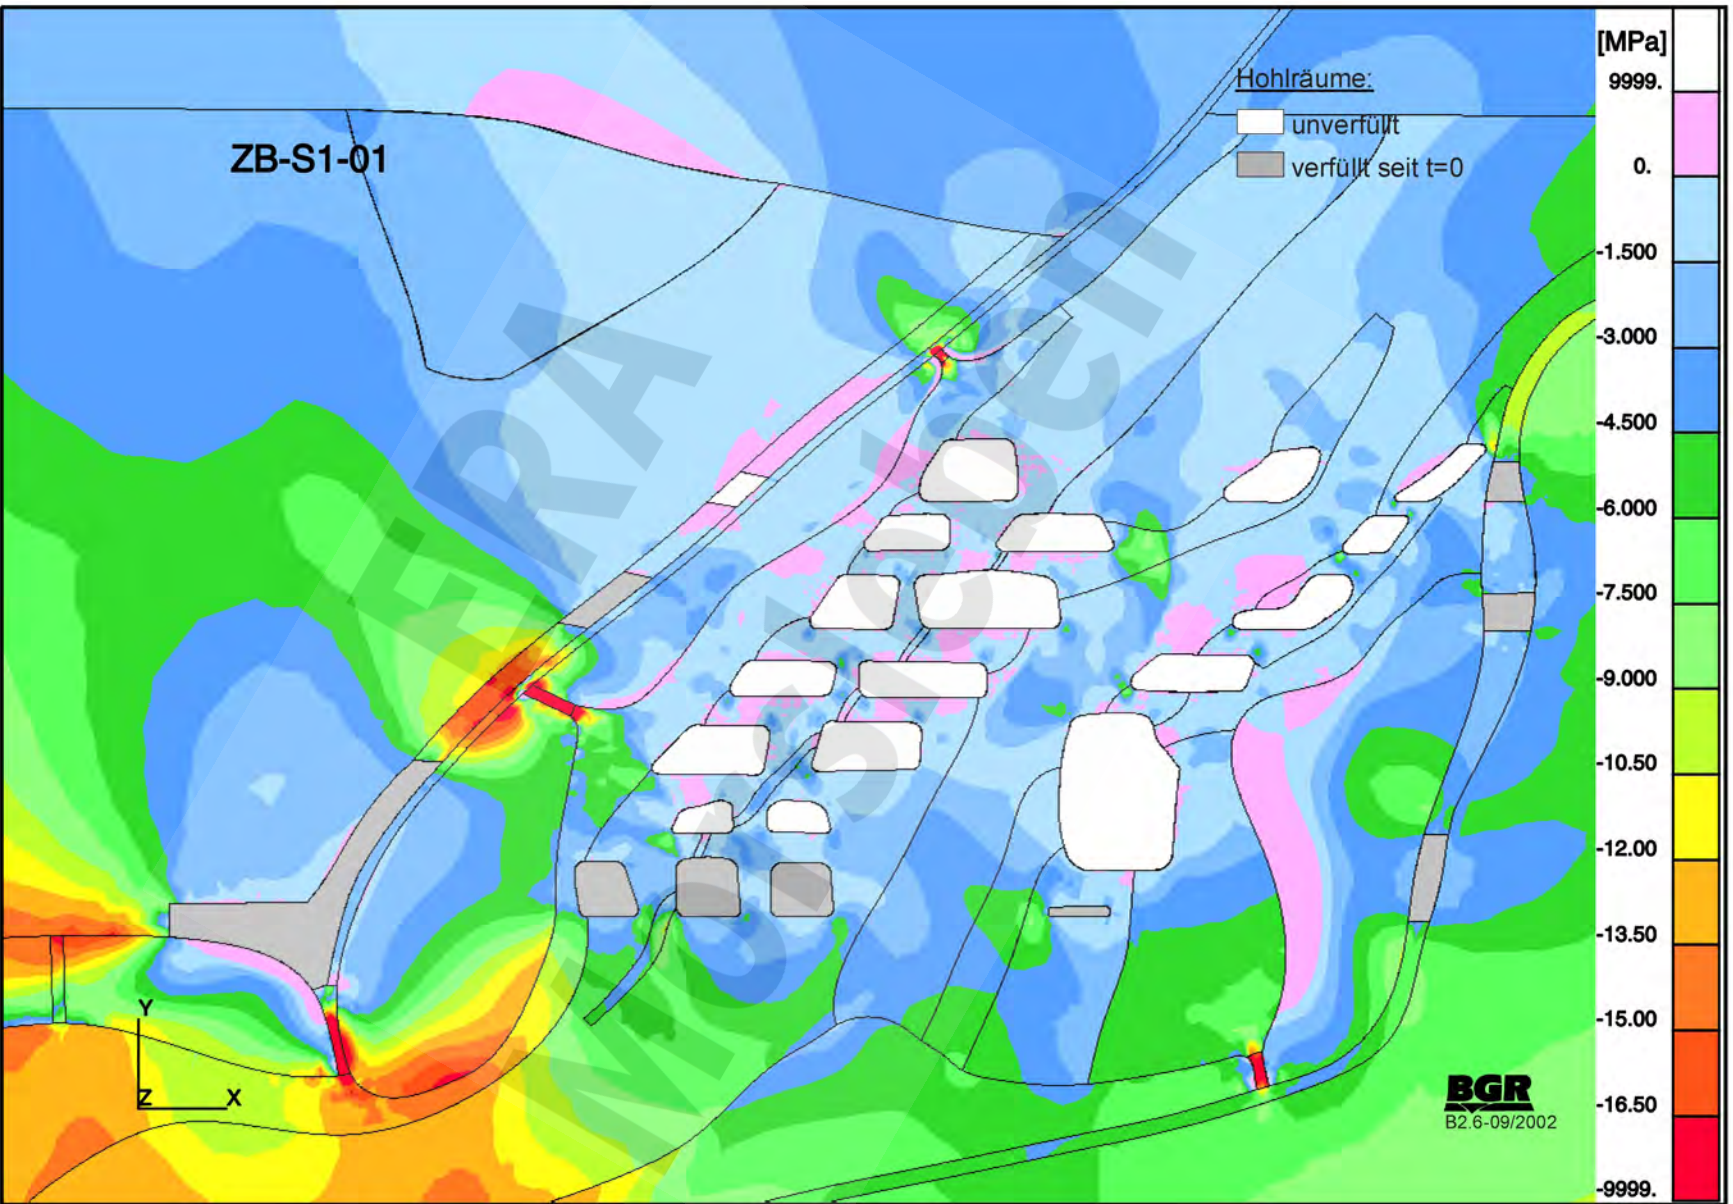 [MPa]
9999.
0.
-1.500
-3.000
-4.500
-6.000
-7.500
-9.000
-10.50
-12.00
-13.50
-15.00
-16.50
-9999.
Hohlräume:
unverfüllt
verfüllt seit t=0
ZB-S1-01
ERA Morsleben
Y
Z X
BGR
B2.6-09/2002